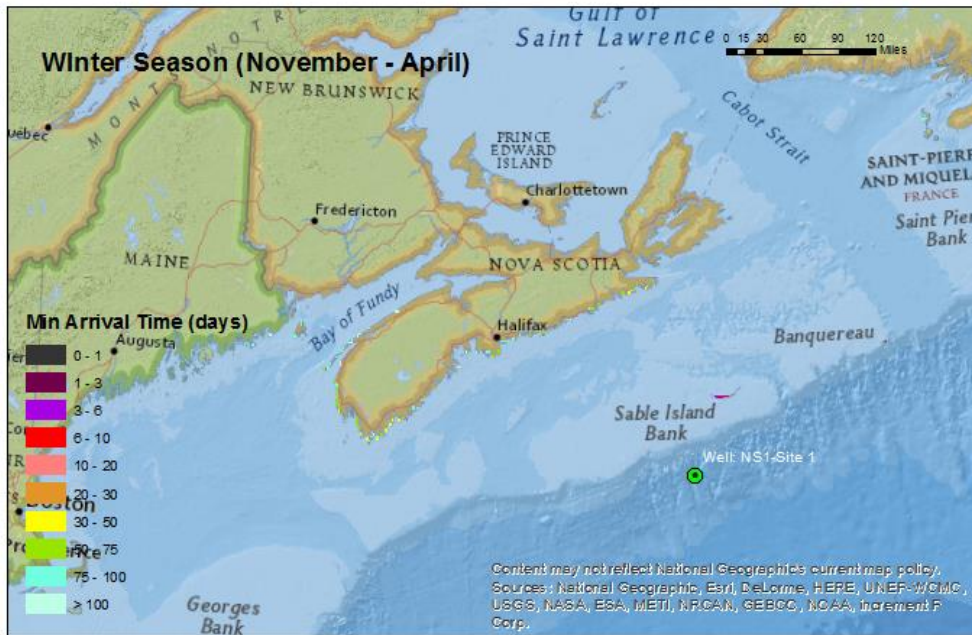 Gulf of
Saint Lawrence
WInter Season (November - April)
0 15 30 60 90 120
Miles
NEW BRUNSWICK
Cabot Strait
PRINCE
EDWARD
ISLAND
Charlottetown
SAINT-PIERRE
AND MIQUEL
FRANCE
Saint Pier
Bank
Fredericton
MAINE
NOVA SCOTIA
Bay of Fundy
Halifax
Min Arrival Time (days)
Augusta
Banquereau
0 - 1
1 - 3
3 - 6
6 - 10
10 - 20
20 - 30
30 - 50
50 - 75
75 - 100
> 100
Sable Island
Bank
Well: NS1-Site 1
Boston
Georges
Bank
Content may not reflect National Geographic's current map policy.
Sources: National Geographic, Esri, DeLorme, HERE, UNEP-WCMC,
USGS, NASA, ESA, METI, NRCAN, GEBCO, NOAA, increment P
Corp.